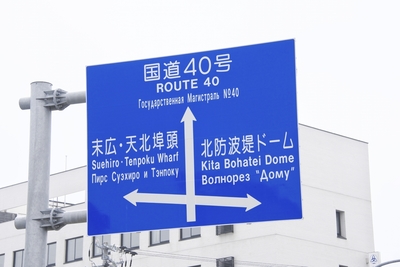 国道40号
ROUTE 40
Государственная Магистраль №40
末広・天北埠頭
Suehiro・Tenpoku Wharf
Пирс Суэхиро и Тэнпоку
北防波堤ドーム
Kita Bohatei Dome
Волнорез "Дому"